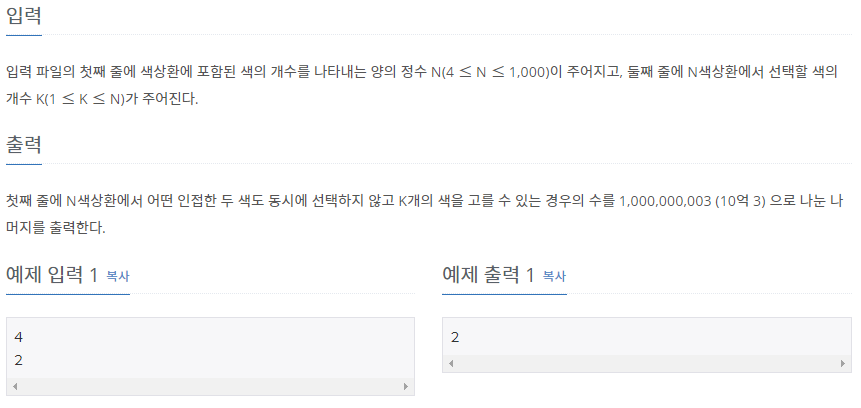 입력
입력 파일의 첫째 줄에 색상환에 포함된 색의 개수를 나타내는 양의 정수 N(4 ≤ N ≤ 1,000)이 주어지고, 둘째 줄에 N색상환에서 선택할 색의
개수 K(1 ≤ K ≤ N)가 주어진다.
출력
첫째 줄에 N색상환에서 어떤 인접한 두 색도 동시에 선택하지 않고 K개의 색을 고를 수 있는 경우의 수를 1,000,000,003 (10억 3) 으로 나눈 나
머지를 출력한다.
예제 입력 1 복사
4
2
예제 출력 1 복사
2